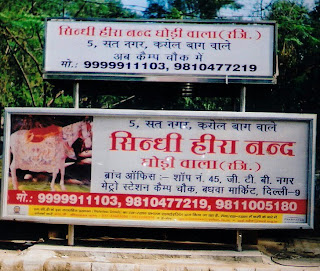 सिन्धी हीरा नन्द घोड़ी वाला (रजि.)
5, सत नगर, करोल बाग वाले
अब कैम्प चौक में
मो.: 9999911103, 9810477219
5, सत नगर, करोल बाग वाले
सिन्धी हीरा नन्द
घोड़ी वाला (रजि.)
ब्रांच ऑफिस :- शॉप नं. 45, जी. टी. बी. नगर
मेट्रो स्टेशन कैम्प चौक, बघवा मार्किट, दिल्ली-9
मो.: 9999911103, 9810477219, 9811005180